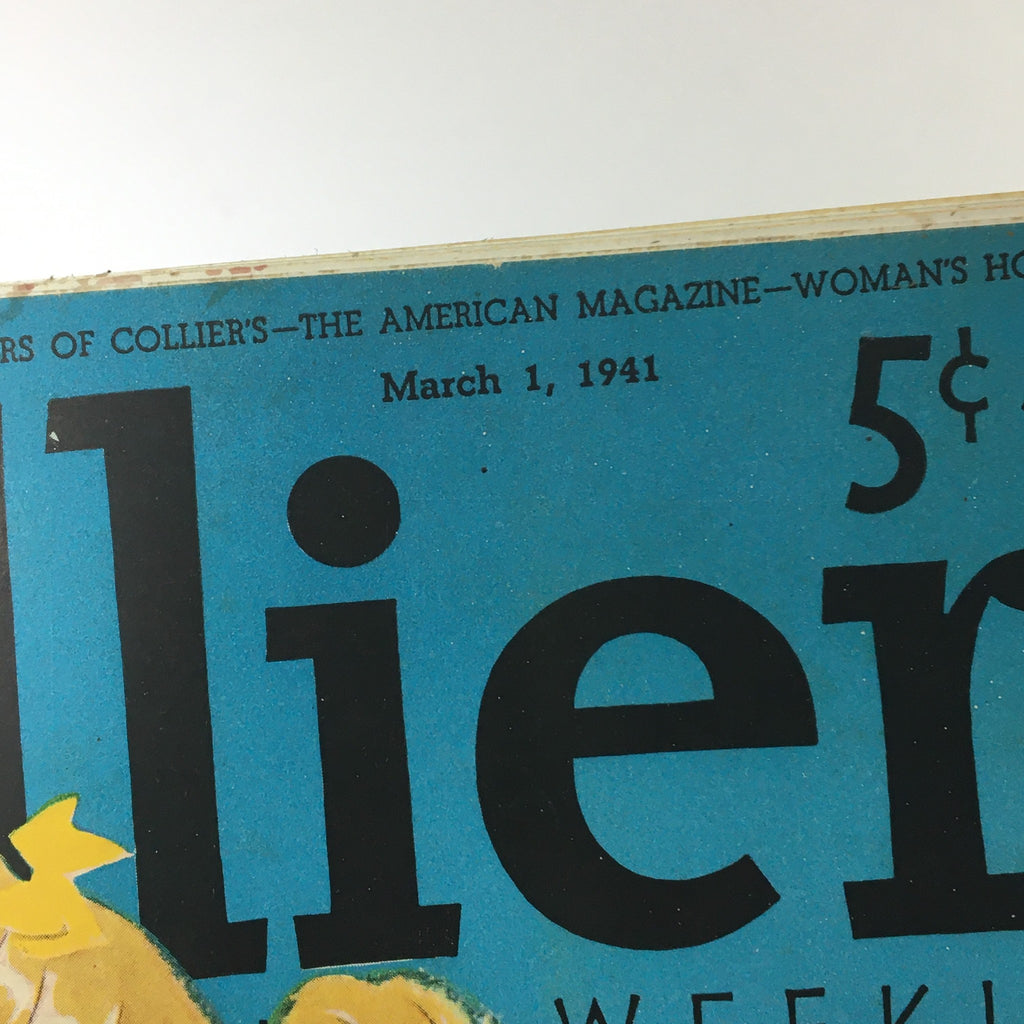 RS OF COLLIER'S—THE AMERICAN MAGAZINE—WOMAN'S HO
March 1, 1941
5¢
llier
WEEKL